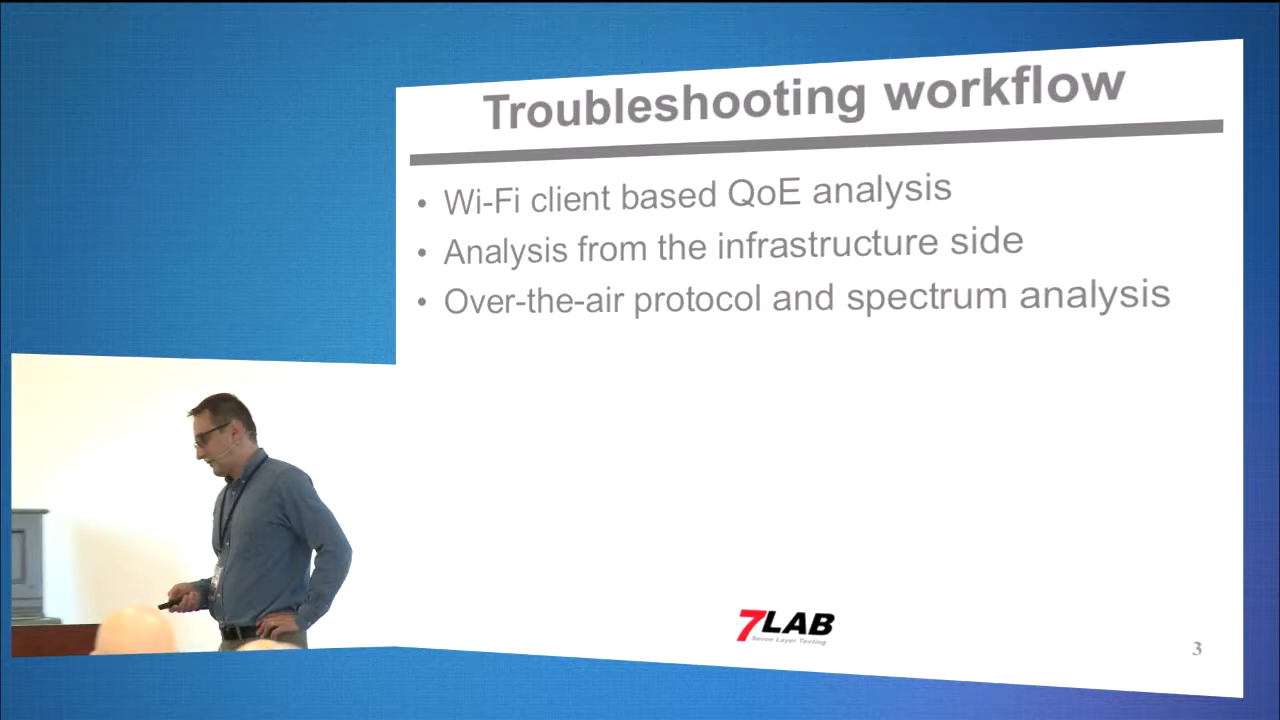 Troubleshooting workflow
• Wi-Fi client based QoE analysis
• Analysis from the infrastructure side
• Over-the-air protocol and spectrum analysis
7LAB
Seven Layer Testing
3